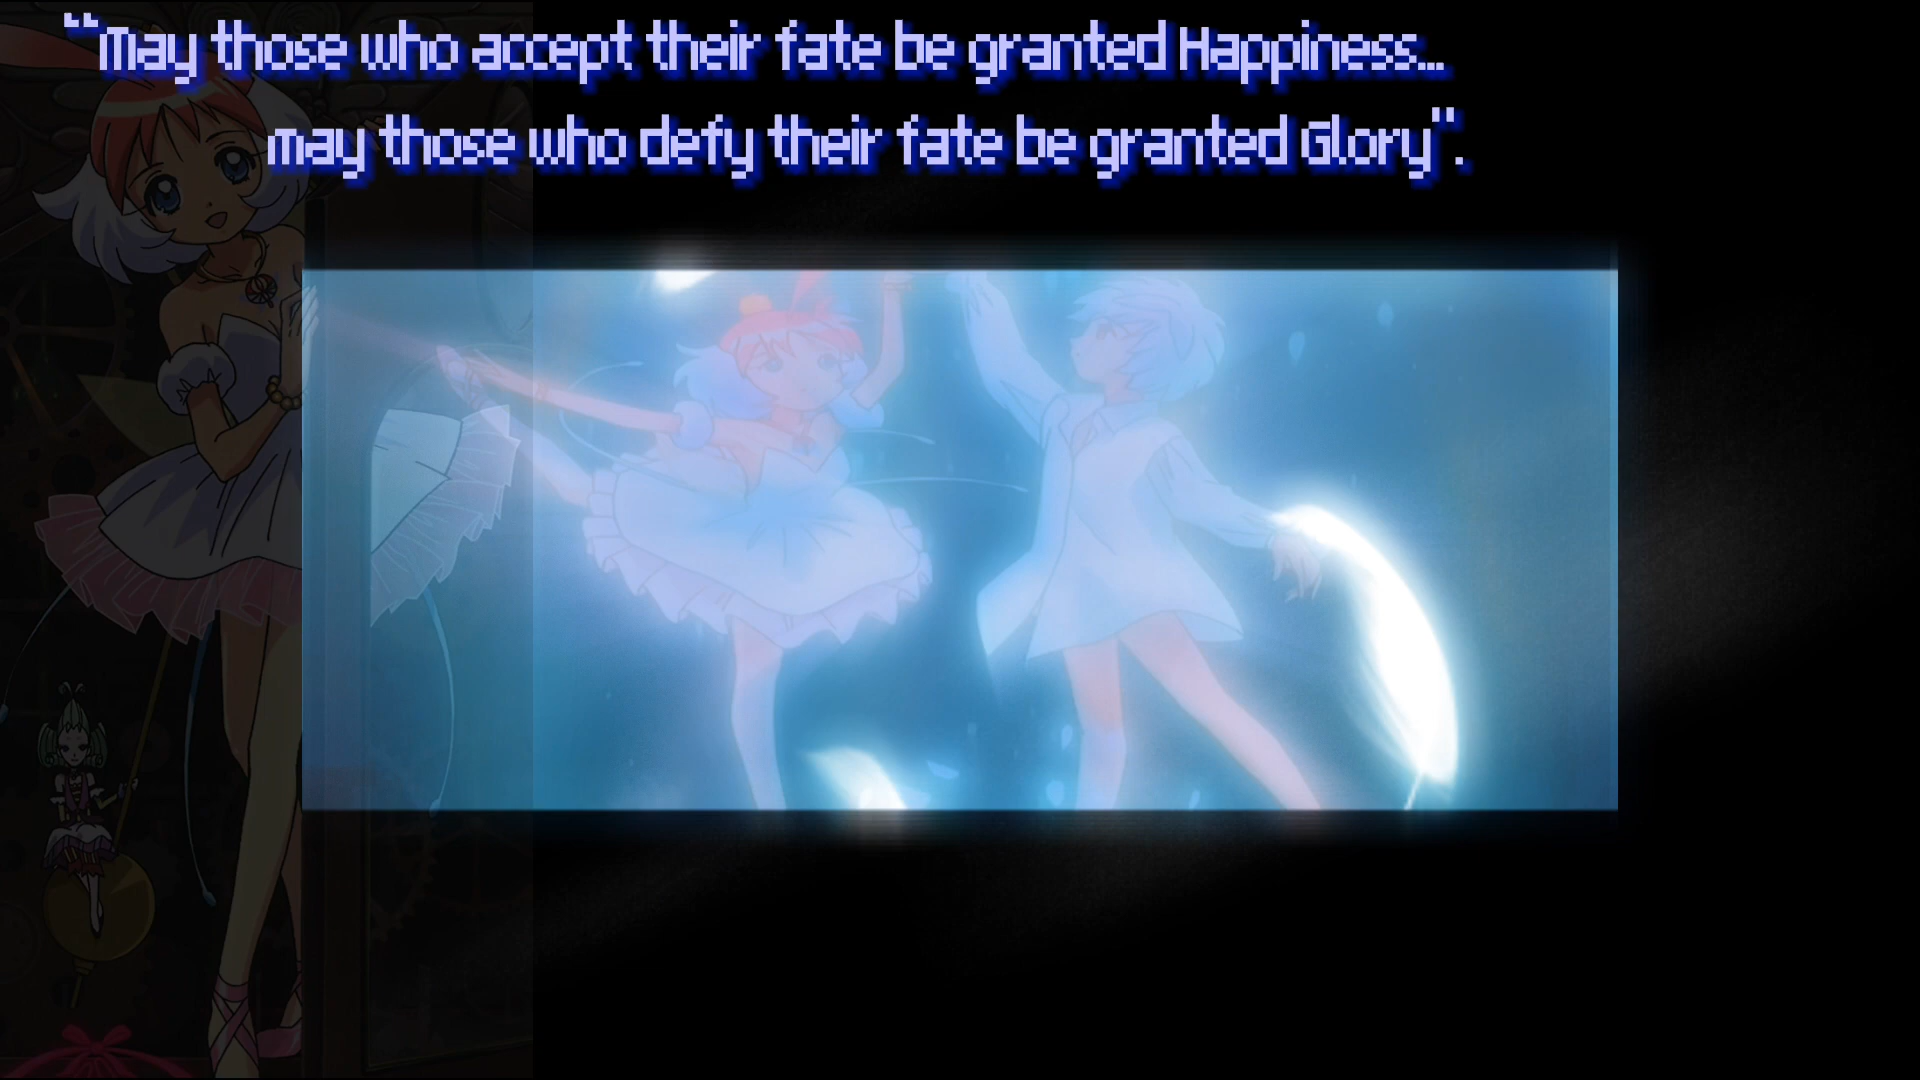 “May those who accept their fate be granted Happiness...
may those who defy their fate be granted Glory”.